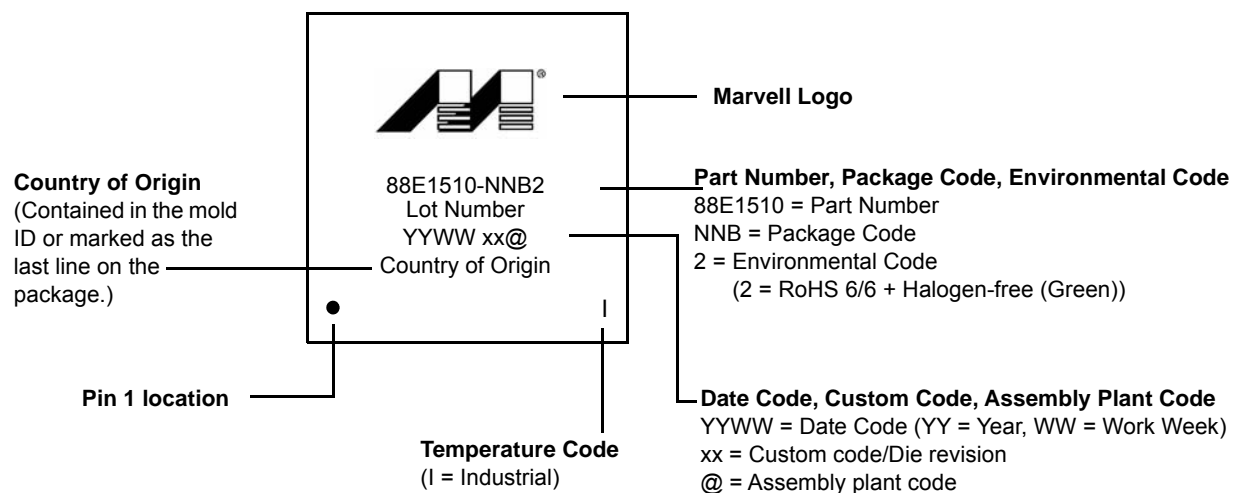 ®
Marvell Logo
88E1510-NNB2
Lot Number
YYWW xx@
Country of Origin
I
Country of Origin
(Contained in the mold
ID or marked as the
last line on the
package.)
Part Number, Package Code, Environmental Code
88E1510 = Part Number
NNB = Package Code
2 = Environmental Code
(2 = RoHS 6/6 + Halogen-free (Green))
Pin 1 location
Temperature Code
(I = Industrial)
Date Code, Custom Code, Assembly Plant Code
YYWW = Date Code (YY = Year, WW = Work Week)
xx = Custom code/Die revision
@ = Assembly plant code